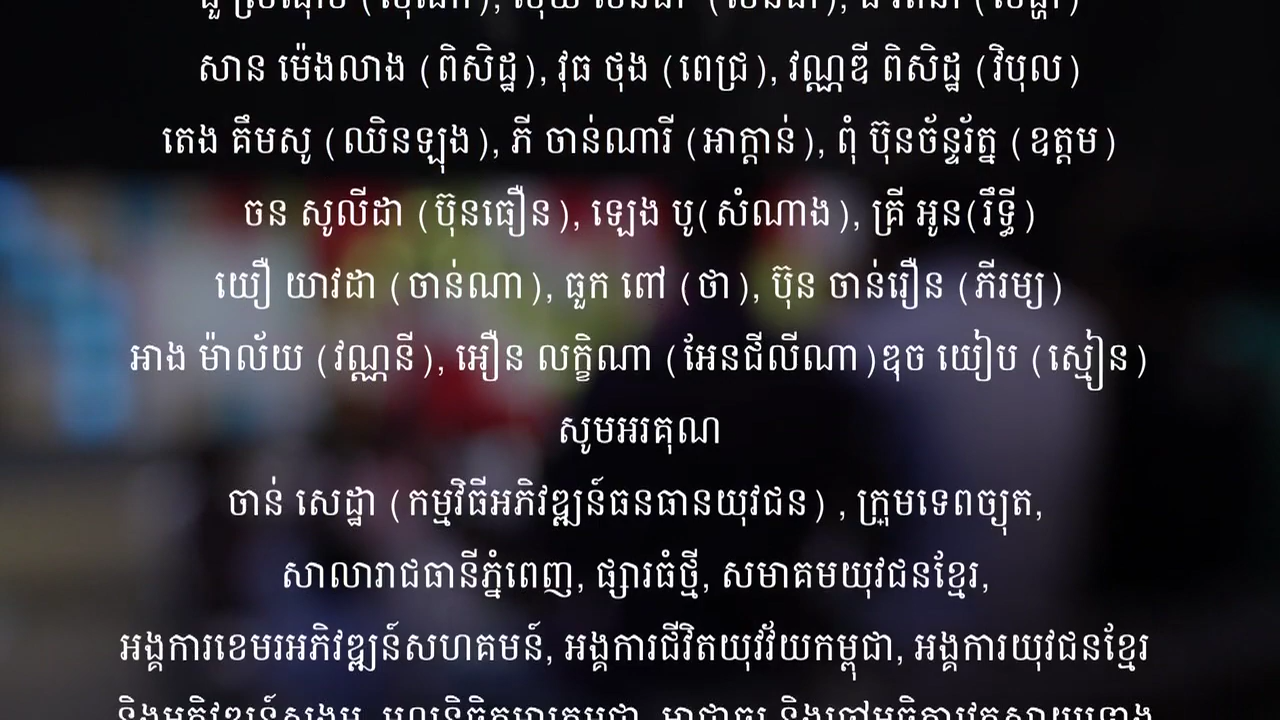 សាន ម៉េងលាង (ពិសិដ្ឋ), វុធ ថុង (ពេជ្រ), វណ្ណឌី ពិសិដ្ឋ (វិបុល)
តេង គឹមសូ (ឈិនឡុង), ភី ចាន់ណារី (អាក្តាន់), ពុំ ប៊ុនច័ន្ទរ័ត្ន (ឧត្តម)
ចន សូលីដា (ប៊ុនធឿន), ឡេង បូ(សំណាង), គ្រី អូន(រឹទ្ធី)
យឿ យាវដា (ចាន់ណា), ធួក ពៅ (ថា), ប៊ុន ចាន់រឿន (ភីរម្យ)
អាង ម៉ាល័យ (វណ្ណនី), អឿន លក្ខិណា (អែនជីលីណា)ឌុច យៀប (ស្មៀន)
សូមអរគុណ
ចាន់ សេដ្ឋា (កម្មវិធីអភិវឌ្ឍន៍ធនធានយុវជន) , ក្រុមទេពច្យុត,
សាលារាជធានីភ្នំពេញ, ផ្សារធំថ្មី, សមាគមយុវជនខ្មែរ,
អង្គការខេមរអភិវឌ្ឍន៍សហគមន៍, អង្គការជីវិតយុវវ័យកម្ពុជា, អង្គការយុវជនខ្មែរ